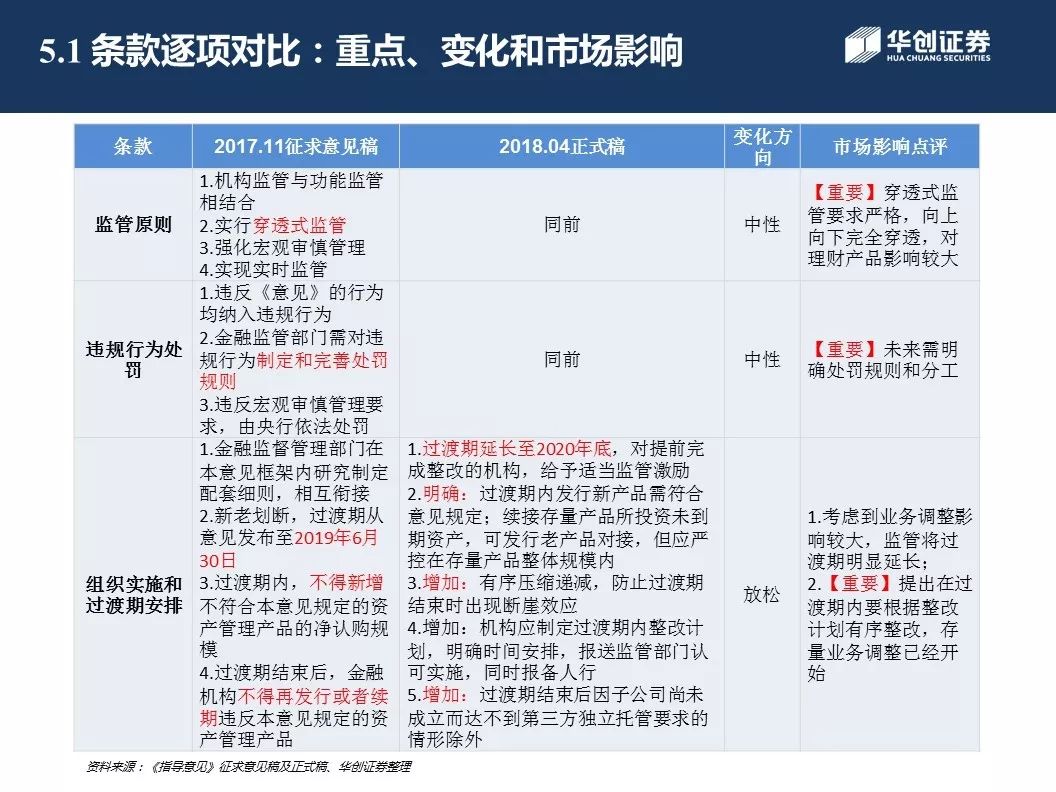 5.1 条款逐项对比：重点、变化和市场影响
华创证券
HUA CHUANG SECURITIES
条款
2017.11征求意见稿
2018.04正式稿
变化方
向
市场影响点评
监管原则
1.机构监管与功能监管
相结合
2.实行穿透式监管
3.强化宏观审慎管理
4.实现实时监管
同前
中性
【重要】穿透式监
管要求严格，向上
向下完全穿透，对
理财产品影响较大
违规行为处
罚
1.违反《意见》的行为
均纳入违规行为
2.金融监管部门需对违
规行为制定和完善处罚
规则
3.违反宏观审慎管理要
求，由央行依法处罚
同前
中性
【重要】未来需明
确处罚规则和分工
组织实施和
过渡期安排
1.金融监督管理部门在
本意见框架内研究制定
配套细则，相互衔接
2.新老划断，过渡期从
意见发布至2019年6月
30日
3.过渡期内，不得新增
不符合本意见规定的资
产管理产品的净认购规
模
4.过渡期结束后，金融
机构不得再发行或者续
期违反本意见规定的资
产管理产品
1.过渡期延长至2020年底，对提前完
成整改的机构，给予适当监管激励
2.明确：过渡期内发行新产品需符合
意见规定；续接存量产品所投资未到
期资产，可发行老产品对接，但应严
控在存量产品整体规模内
3.增加：有序压缩递减，防止过渡期
结束时出现断崖效应
4.增加：机构应制定过渡期内整改计
划，明确时间安排，报送监管部门认
可实施，同时报备人行
5.增加：过渡期结束后因子公司尚未
成立而达不到第三方独立托管要求的
情形除外
放松
1.考虑到业务调整影
响较大，监管将过
渡期明显延长；
2.【重要】提出在过
渡期内要根据整改
计划有序整改，存
量业务调整已经开
始
资料来源：《指导意见》征求意见稿及正式稿、华创证券整理